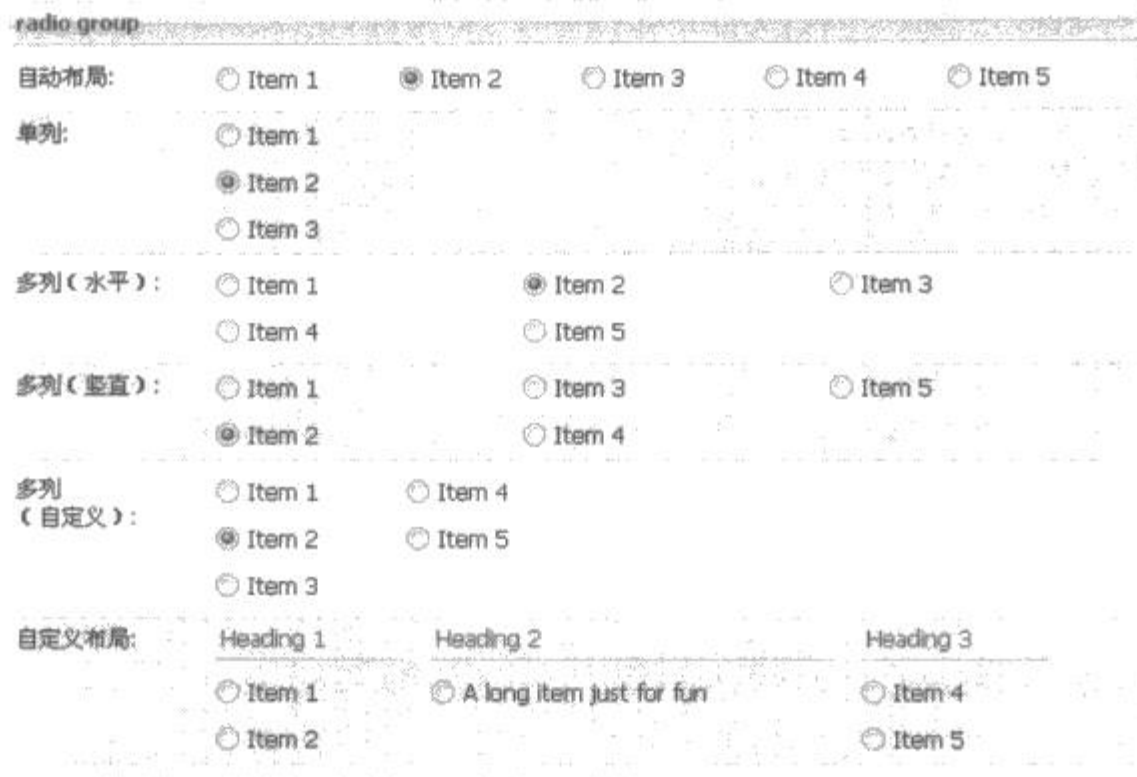 radio group
自动布局: Item 1 Item 2 Item 3 Item 4 Item 5
单列: Item 1
Item 2
Item 3
多列(水平): Item 1 Item 2 Item 3
Item 4 Item 5
多列(竖直): Item 1 Item 3 Item 5
Item 2 Item 4
多列 Item 1 Item 4
(自定义):
Item 2 Item 5
Item 3
自定义布局: Heading 1 Heading 2 Heading 3
Item 1 A long item just for fun Item 4
Item 2 Item 5